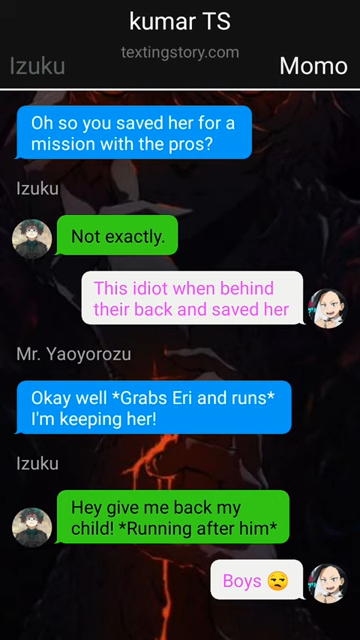 kumar TS
textingstory.com
Izuku
Momo
Oh so you saved her for a
mission with the pros?
Izuku
Not exactly.
This idiot when behind
their back and saved her
Mr. Yaoyorozu
Okay well *Grabs Eri and runs*
I'm keeping her!
Izuku
Hey give me back my
child! *Running after him*
Boys 😒